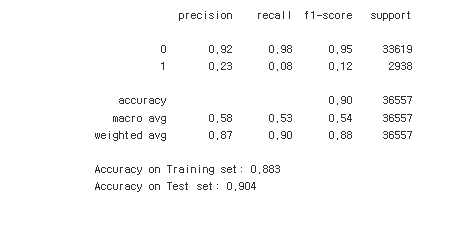 precision recall f1-score support
0 0.92 0.98 0.95 33619
1 0.23 0.08 0.12 2938
accuracy 0.90 36557
macro avg 0.58 0.53 0.54 36557
weighted avg 0.87 0.90 0.88 36557
Accuracy on Training set: 0.883
Accuracy on Test set: 0.904